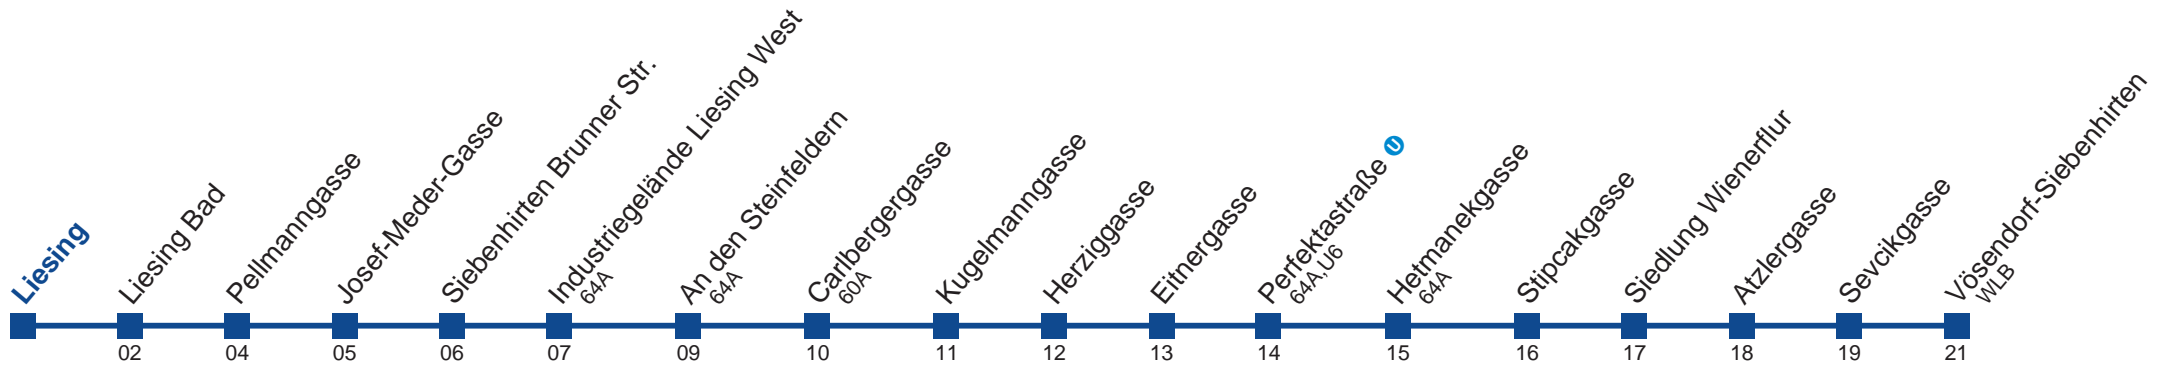 Liesing
Liesing Bad
02
Pellmanngasse
04
Josef-Meder-Gasse
05
Siebenhirten Brunner Str.
06
Industriegelände Liesing West
64A
07
An den Steinfeldern
64A
09
Carlbergergasse
60A
10
Kugelmanngasse
11
Herziggasse
12
Eitnergasse
13
Perfektastraße U
64A, U6
14
Hetmanekgasse
64A
15
Stipcakgasse
16
Siedlung Wienerflur
17
Atzlergasse
18
Sevcikgasse
19
Vösendorf-Siebenhirten
WLB
21